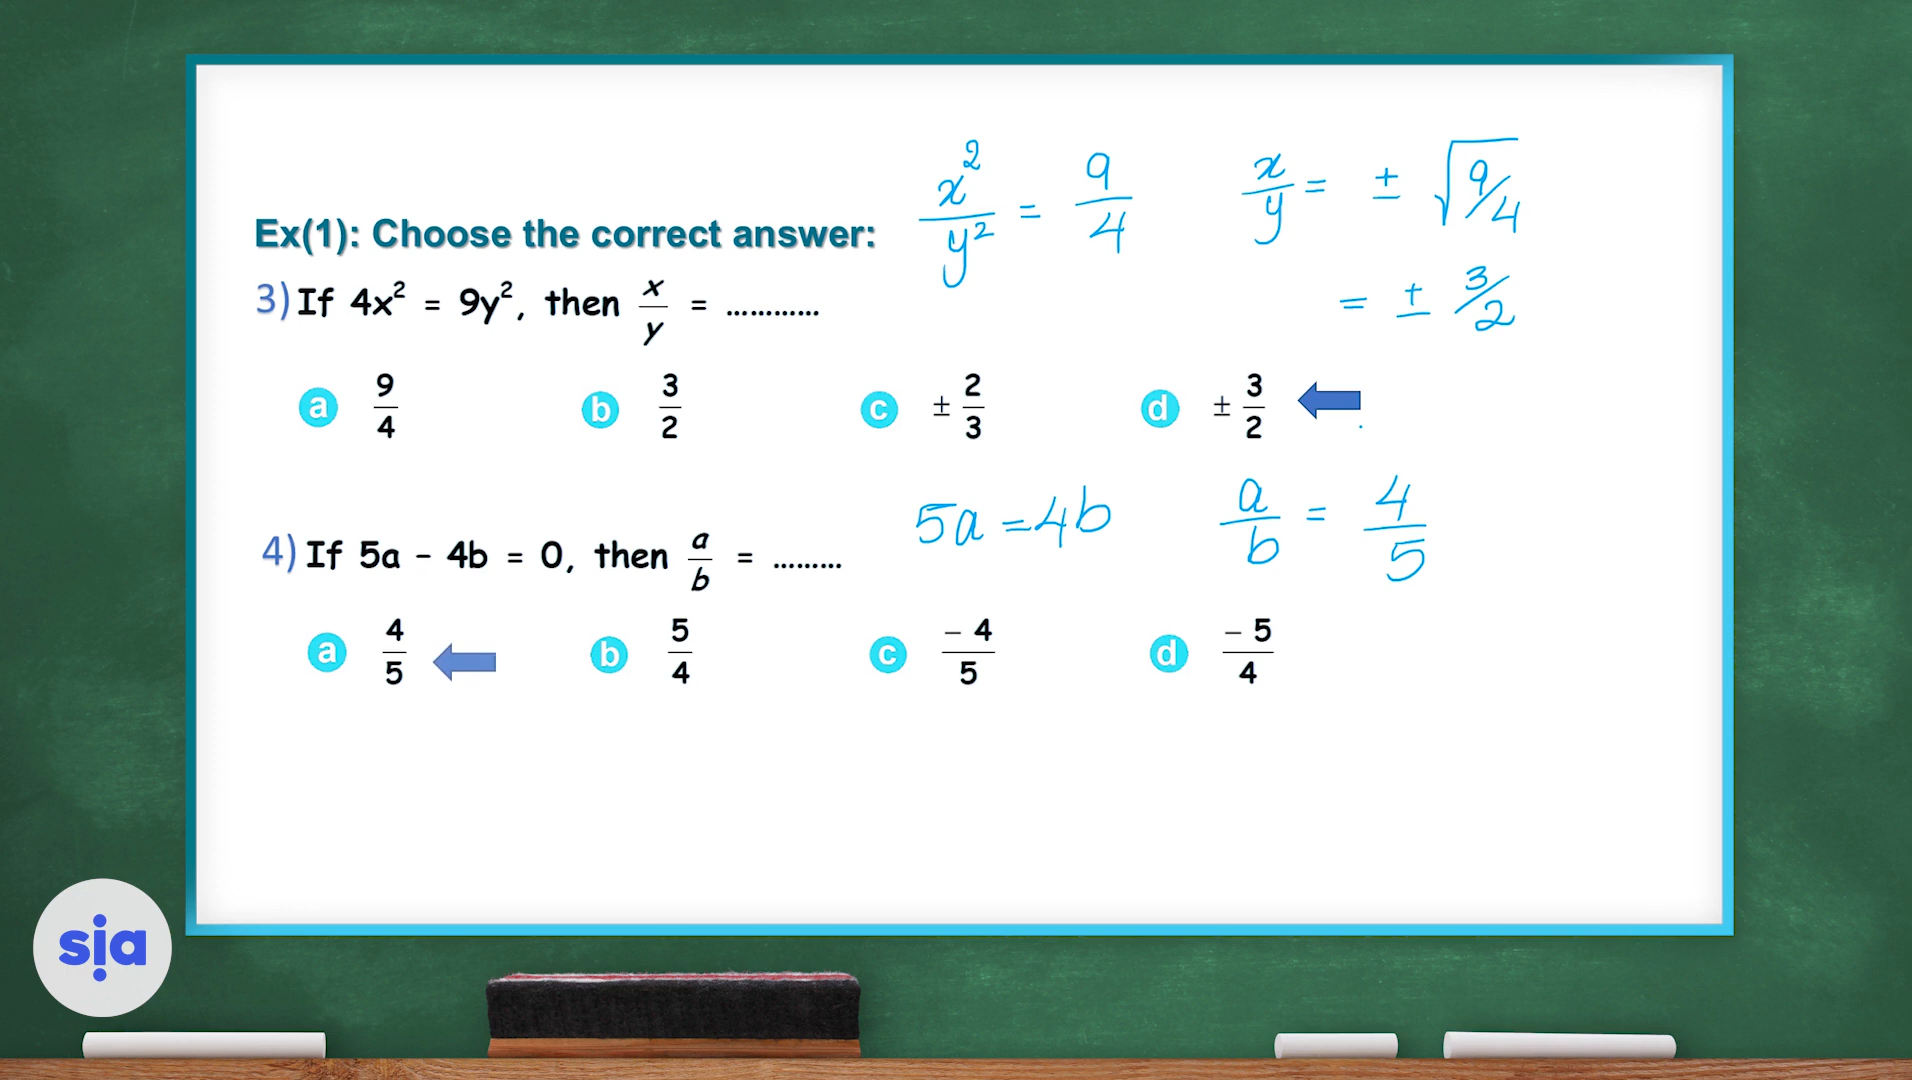 Ex(1): Choose the correct answer:
x²/y² = 9/4
x/y = ± √9/4
= ± 3/2
3) If 4x² = 9y², then x/y = ............
a 9/4 b 3/2 c ± 2/3 d ± 3/2
5a = 4b
a/b = 4/5
4) If 5a - 4b = 0, then a/b = .........
a 4/5 b 5/4 c -4/5 d -5/4
sia